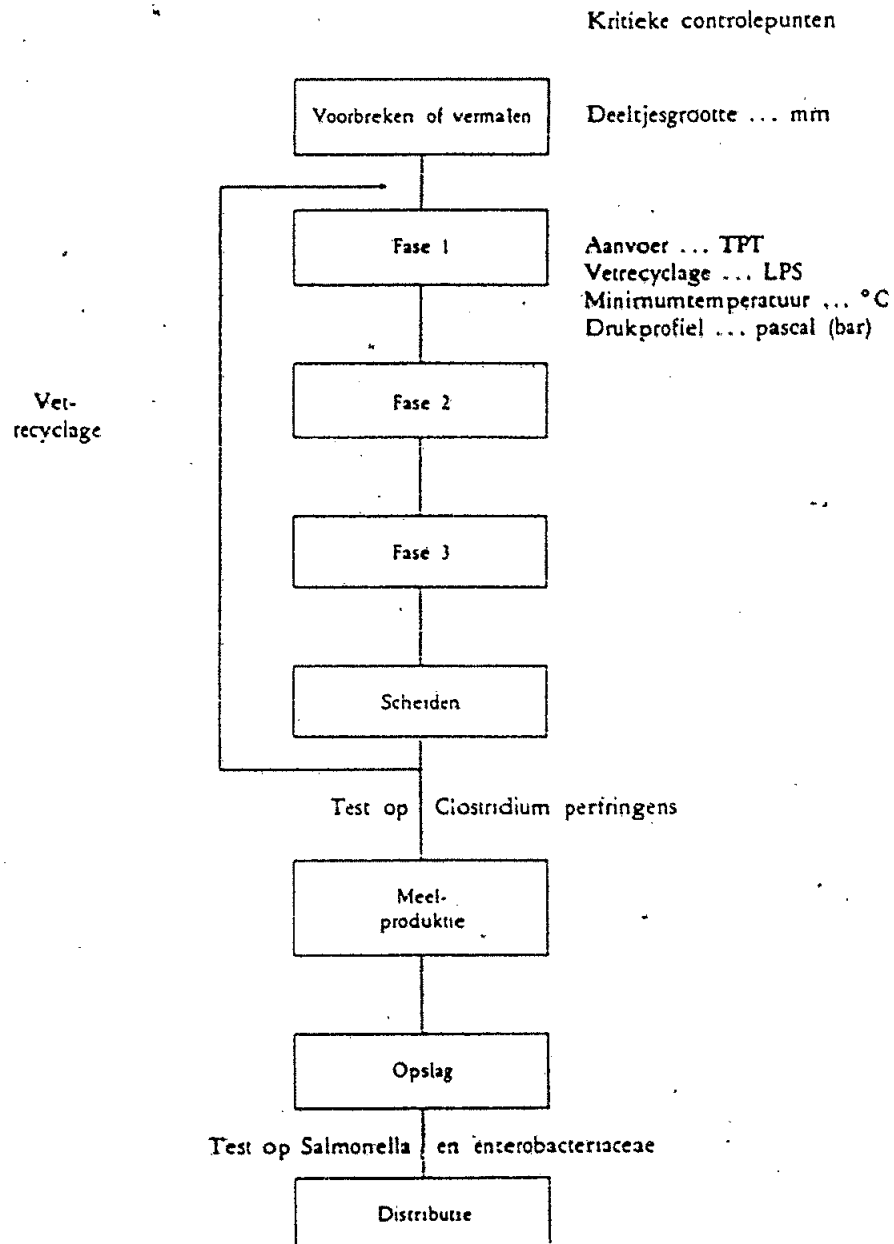 Kritieke controlepunten
Voorbreken of vermalen
Deeltjesgrootte ... mm
Fase 1
Aanvoer ... TPT
Vetrecyclage ... LPS
Minimumtemperatuur ... °C
Drukprofiel ... pascal (bar)
Vet-
recyclage
Fase 2
Fase 3
Scheiden
Test op Clostridium perfringens
Meel-
produktie
Opslag
Test op Salmonella en enterobacteriaceae
Distributie